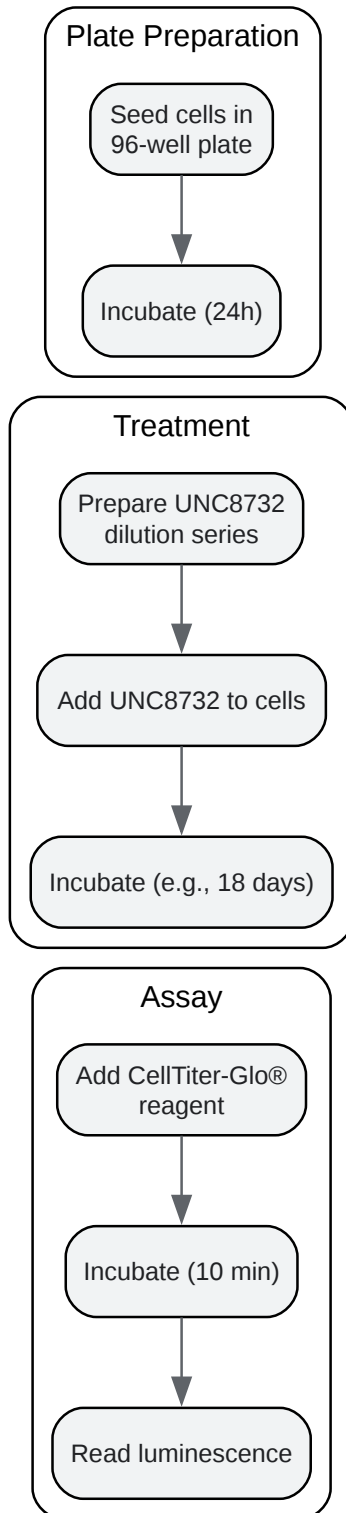 Plate Preparation
Seed cells in
96-well plate
Incubate (24h)
Treatment
Prepare UNC8732
dilution series
Add UNC8732 to cells
Incubate (e.g., 18 days)
Assay
Add CellTiter-Glo®
reagent
Incubate (10 min)
Read luminescence